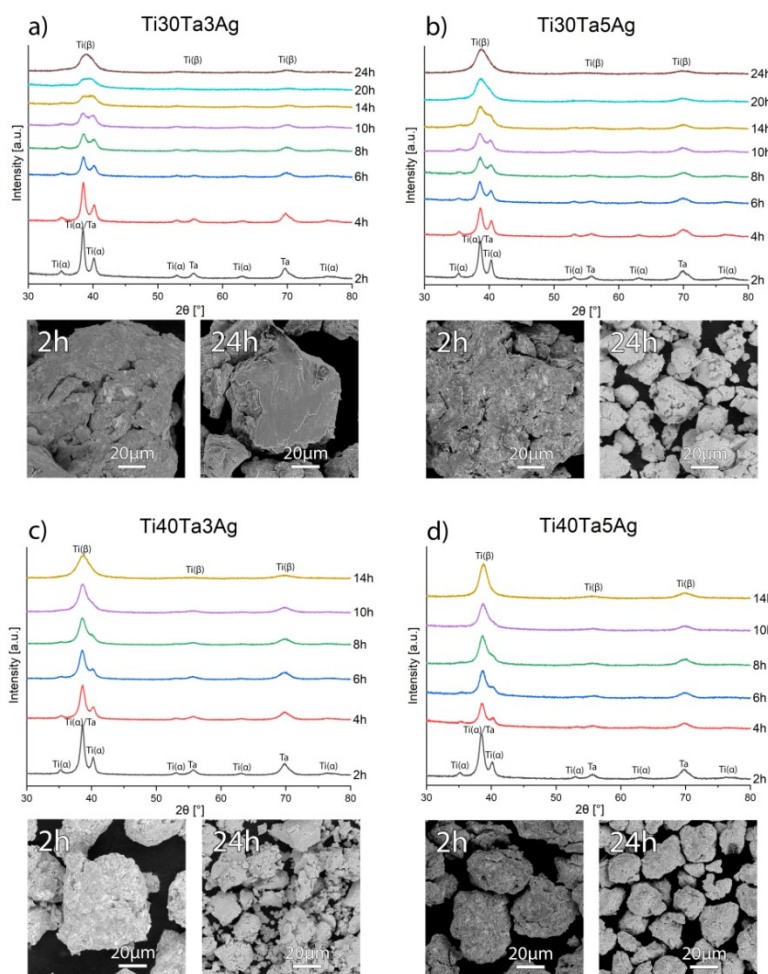 a)
Ti30Ta3Ag
Ti(β)
Ti(β)
Ti(β)
24h
20h
14h
10h
8h
6h
4h
2h
Ti(α)/Ta
Ti(α)
Ti(α)
Ti(α)
Ta
Ti(α)
Ta
Ti(α)
Intensity [a.u.]
30 40 50 60 70 80
2θ [°]
2h
20µm
24h
20µm
b)
Ti30Ta5Ag
Ti(β)
Ti(β)
Ti(β)
24h
20h
14h
10h
8h
6h
4h
2h
Ti(α)/Ta
Ti(α)
Ti(α)
Ti(α)
Ta
Ti(α)
Ta
Ti(α)
Intensity [a.u.]
30 40 50 60 70 80
2θ [°]
2h
20µm
24h
20µm
c)
Ti40Ta3Ag
Ti(β)
Ti(β)
Ti(β)
14h
10h
8h
6h
4h
2h
Ti(α)/Ta
Ti(α)
Ti(α)
Ti(α)
Ta
Ti(α)
Ta
Ti(α)
Intensity [a.u.]
30 40 50 60 70 80
2θ [°]
2h
20µm
24h
20µm
d)
Ti40Ta5Ag
Ti(β)
Ti(β)
Ti(β)
14h
10h
8h
6h
4h
2h
Ti(α)/Ta
Ti(α)
Ti(α)
Ti(α)
Ta
Ti(α)
Ta
Ti(α)
Intensity [a.u.]
30 40 50 60 70 80
2θ [°]
2h
20µm
24h
20µm